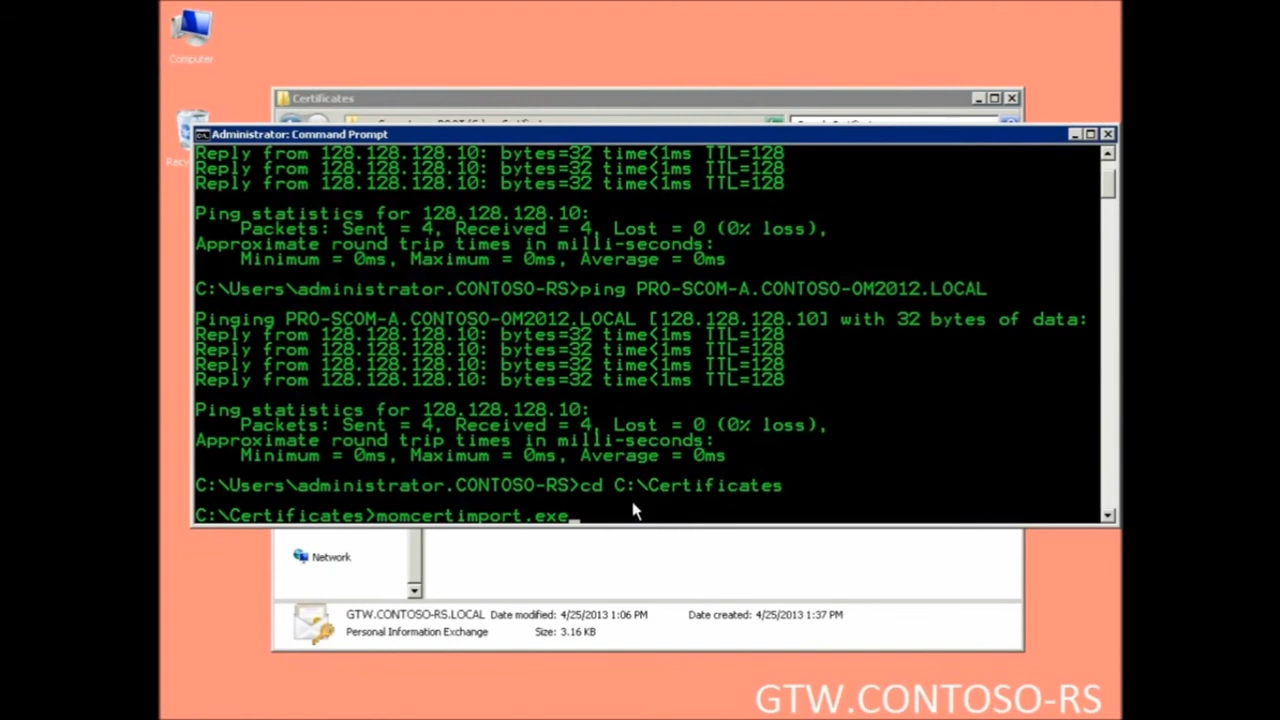 Computer
Certificates
Administrator: Command Prompt
Reply from 128.128.128.10: bytes=32 time<1ms TTL=128
Reply from 128.128.128.10: bytes=32 time<1ms TTL=128
Reply from 128.128.128.10: bytes=32 time<1ms TTL=128
Ping statistics for 128.128.128.10:
Packets: Sent = 4, Received = 4, Lost = 0 (0% loss),
Approximate round trip times in milli-seconds:
Minimum = 0ms, Maximum = 0ms, Average = 0ms
C:\Users\administrator.CONTOSO-RS>ping PRO-SCOM-A.CONTOSO-OM2012.LOCAL
Pinging PRO-SCOM-A.CONTOSO-OM2012.LOCAL [128.128.128.10] with 32 bytes of data:
Reply from 128.128.128.10: bytes=32 time<1ms TTL=128
Reply from 128.128.128.10: bytes=32 time<1ms TTL=128
Reply from 128.128.128.10: bytes=32 time<1ms TTL=128
Reply from 128.128.128.10: bytes=32 time<1ms TTL=128
Ping statistics for 128.128.128.10:
Packets: Sent = 4, Received = 4, Lost = 0 (0% loss),
Approximate round trip times in milli-seconds:
Minimum = 0ms, Maximum = 0ms, Average = 0ms
C:\Users\administrator.CONTOSO-RS>cd C:\Certificates
C:\Certificates>momcertimport.exe_
Network
GTW.CONTOSO-RS.LOCAL Date modified: 4/25/2013 1:06 PM Date created: 4/25/2013 1:37 PM
Personal Information Exchange Size: 3.16 KB
GTW.CONTOSO-RS